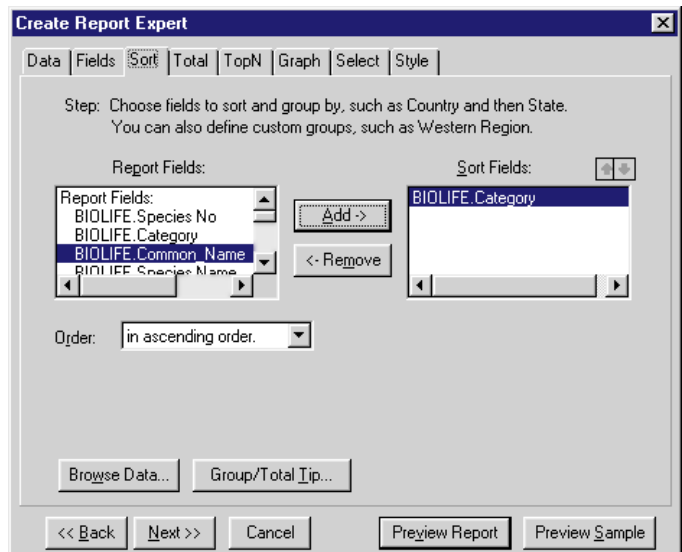 Create Report Expert
Data Fields Sort Total TopN Graph Select Style
Step: Choose fields to sort and group by, such as Country and then State.
You can also define custom groups, such as Western Region.
Report Fields:
Sort Fields:
Report Fields:
BIOLIFE.Species No
BIOLIFE.Category
BIOLIFE.Common_Name
BIOLIFE.Species Name
Add ->
<- Remove
BIOLIFE.Category
Order: in ascending order.
Browse Data... Group/Total Tip...
<< Back Next >> Cancel Preview Report Preview Sample